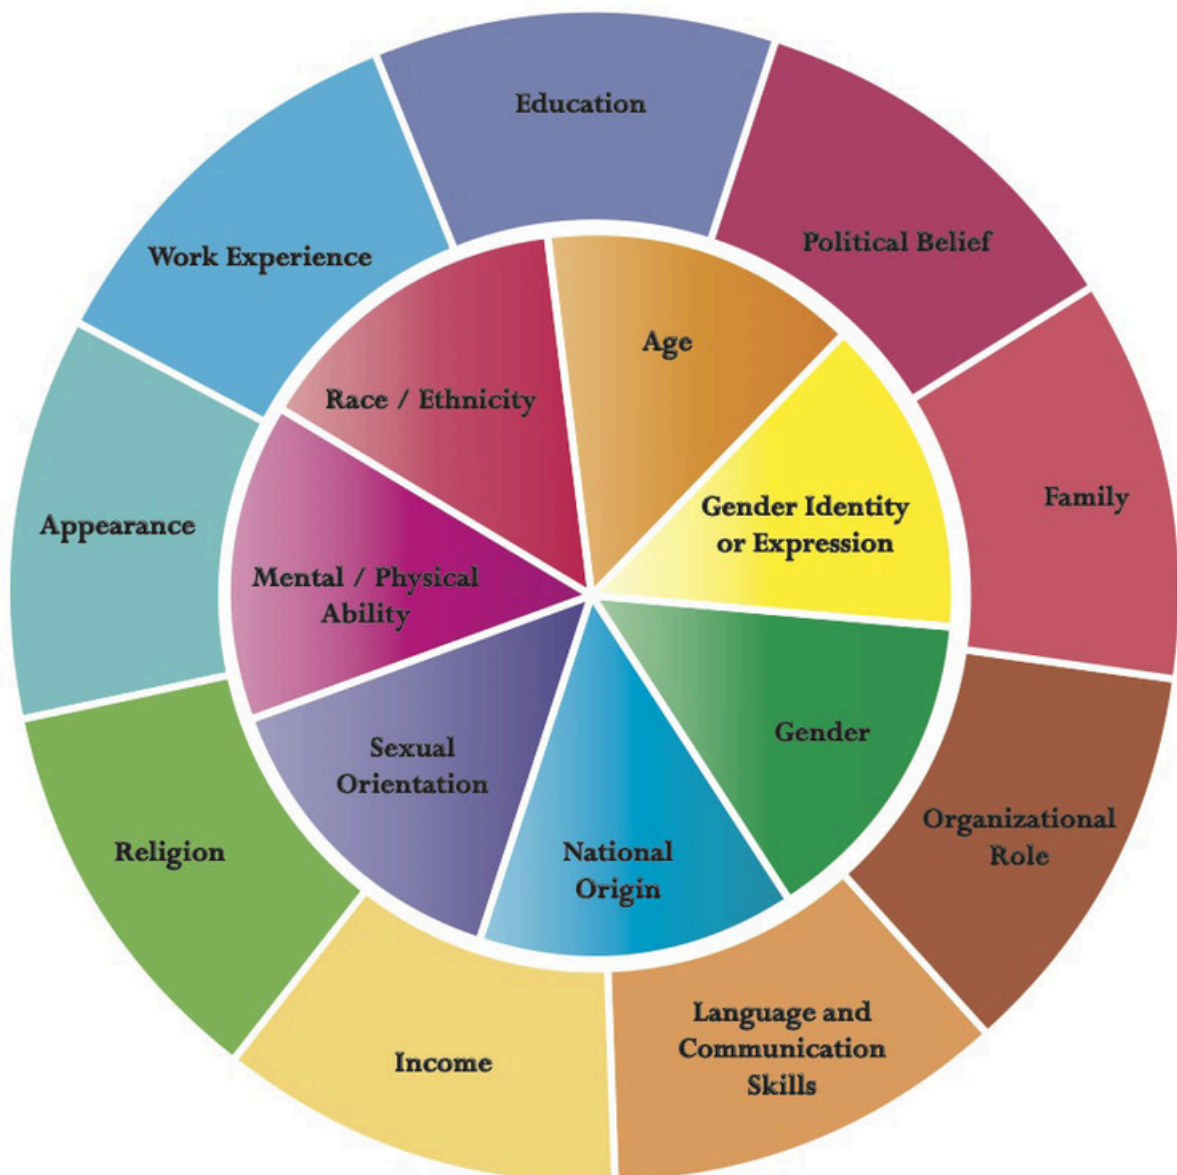 Education
Political Belief
Work Experience
Age
Race / Ethnicity
Family
Gender Identity
or Expression
Appearance
Mental / Physical
Ability
Gender
Sexual
Orientation
Organizational
Role
Religion
National
Origin
Language and
Communication
Skills
Income